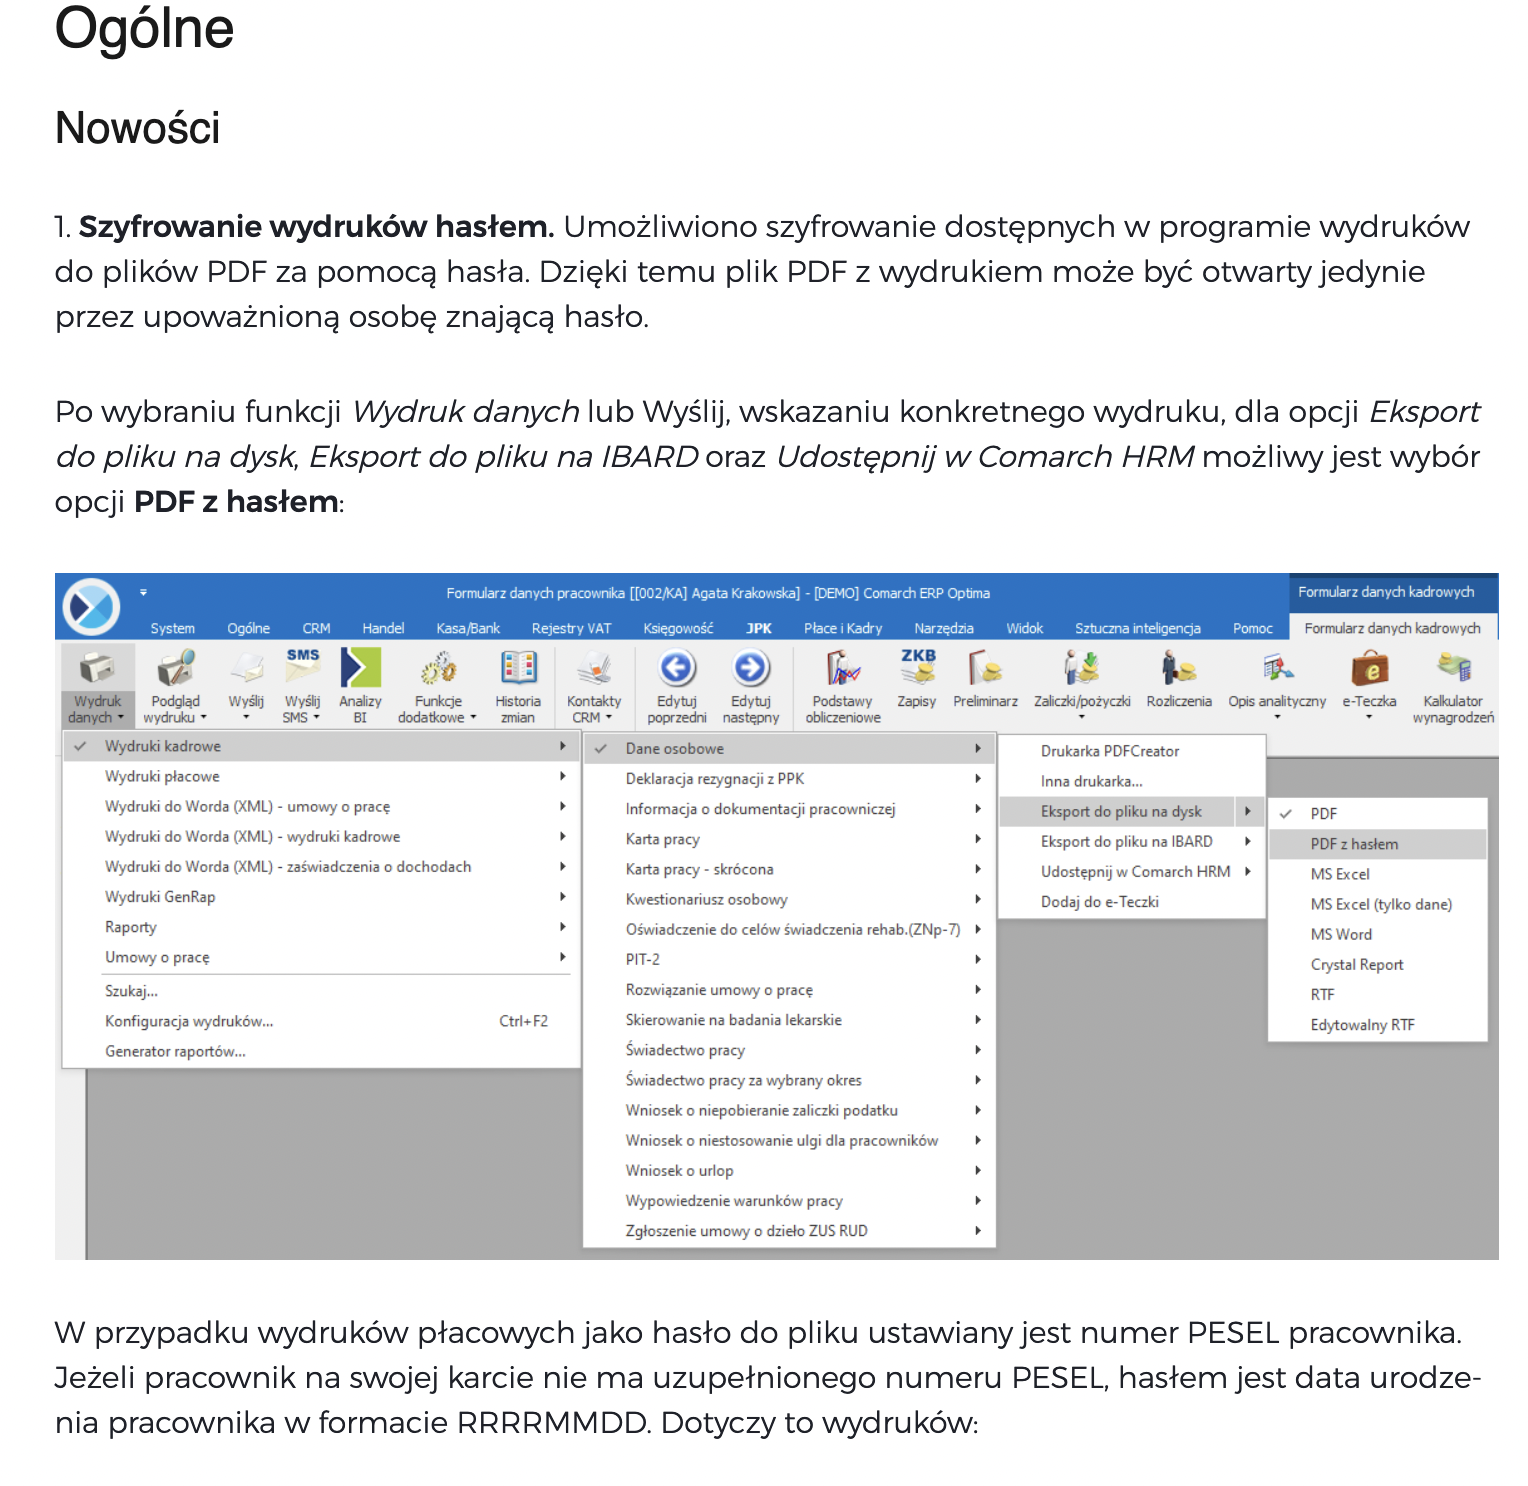 Ogólne
Nowości
1. Szyfrowanie wydruków hasłem. Umożliwiono szyfrowanie dostępnych w programie wydruków
do plików PDF za pomocą hasła. Dzięki temu plik PDF z wydrukiem może być otwarty jedynie
przez upoważnioną osobę znającą hasło.
Po wybraniu funkcji Wydruk danych lub Wyślij, wskazaniu konkretnego wydruku, dla opcji Eksport
do pliku na dysk, Eksport do pliku na IBARD oraz Udostępnij w Comarch HRM możliwy jest wybór
opcji PDF z hasłem:
Formularz danych pracownika [[002/KA] Agata Krakowska] - [DEMO] Comarch ERP Optima
Formularz danych kadrowych
System Ogólne CRM Handel Kasa/Bank Rejestry VAT Księgowość JPK Płace i Kadry Narzędzia Widok Sztuczna inteligencja Pomoc Formularz danych kadrowych
SMS ZKB
Wydruk Podgląd Wyślij Wyślij Analizy Funkcje Historia Kontakty Edytuj Edytuj Podstawy Zapisy Preliminarz Zaliczki/pożyczki Rozliczenia Opis analityczny e-Teczka Kalkulator
danych wydruku SMS BI dodatkowe zmian CRM poprzedni następny obliczeniowe wynagrodzeń
Wydruki kadrowe
Wydruki płacowe
Wydruki do Worda (XML) - umowy o pracę
Wydruki do Worda (XML) - wydruki kadrowe
Wydruki do Worda (XML) - zaświadczenia o dochodach
Wydruki GenRap
Raporty
Umowy o pracę
Szukaj...
Konfiguracja wydruków... Ctrl+F2
Generator raportów...
Dane osobowe
Deklaracja rezygnacji z PPK
Informacja o dokumentacji pracowniczej
Karta pracy
Karta pracy - skrócona
Kwestionariusz osobowy
Oświadczenie do celów świadczenia rehab.(ZNp-7)
PIT-2
Rozwiązanie umowy o pracę
Skierowanie na badania lekarskie
Świadectwo pracy
Świadectwo pracy za wybrany okres
Wniosek o niepobieranie zaliczki podatku
Wniosek o niestosowanie ulgi dla pracowników
Wniosek o urlop
Wypowiedzenie warunków pracy
Zgłoszenie umowy o dzieło ZUS RUD
Drukarka PDFCreator
Inna drukarka...
Eksport do pliku na dysk
Eksport do pliku na IBARD
Udostępnij w Comarch HRM
Dodaj do e-Teczki
PDF
PDF z hasłem
MS Excel
MS Excel (tylko dane)
MS Word
Crystal Report
RTF
Edytowalny RTF
W przypadku wydruków płacowych jako hasło do pliku ustawiany jest numer PESEL pracownika.
Jeżeli pracownik na swojej karcie nie ma uzupełnionego numeru PESEL, hasłem jest data urodze-
nia pracownika w formacie RRRRMMDD. Dotyczy to wydruków: